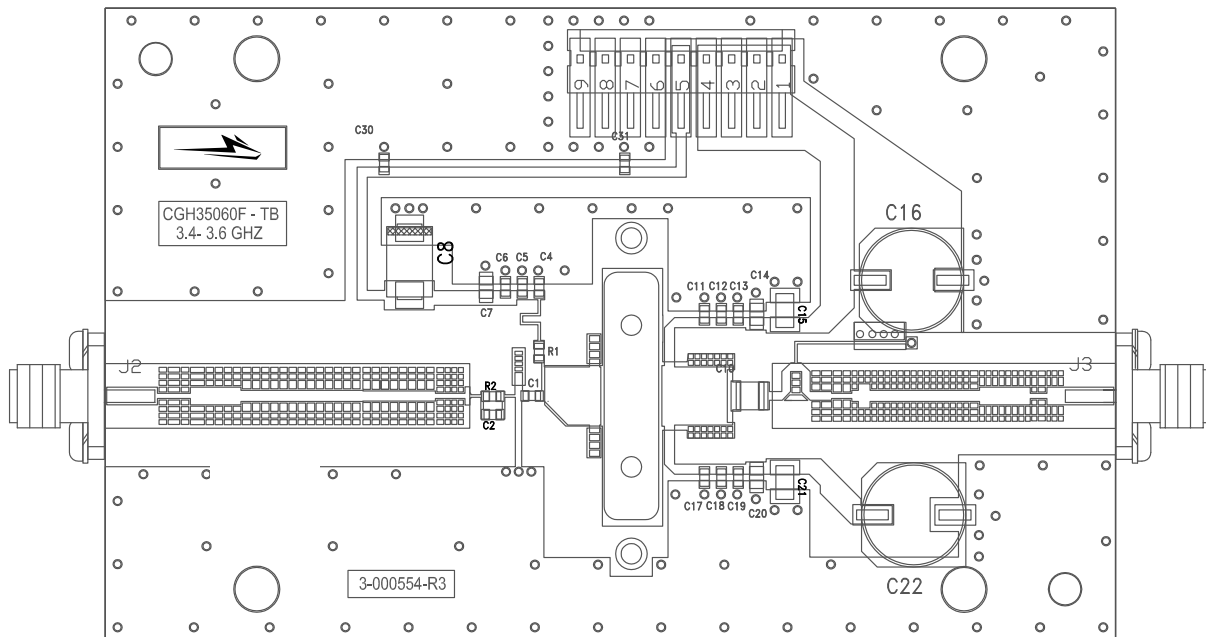 9 8 7 6 5 4 3 2 1
C30
C31
CGH35060F - TB
3.4- 3.6 GHZ
C16
C8
C6 C5 C4
C7
C11 C12 C13 C14
C15
R1
J2
R2
C1
C2
C10
J3
C17 C18 C19 C20
C21
C22
3-000554-R3